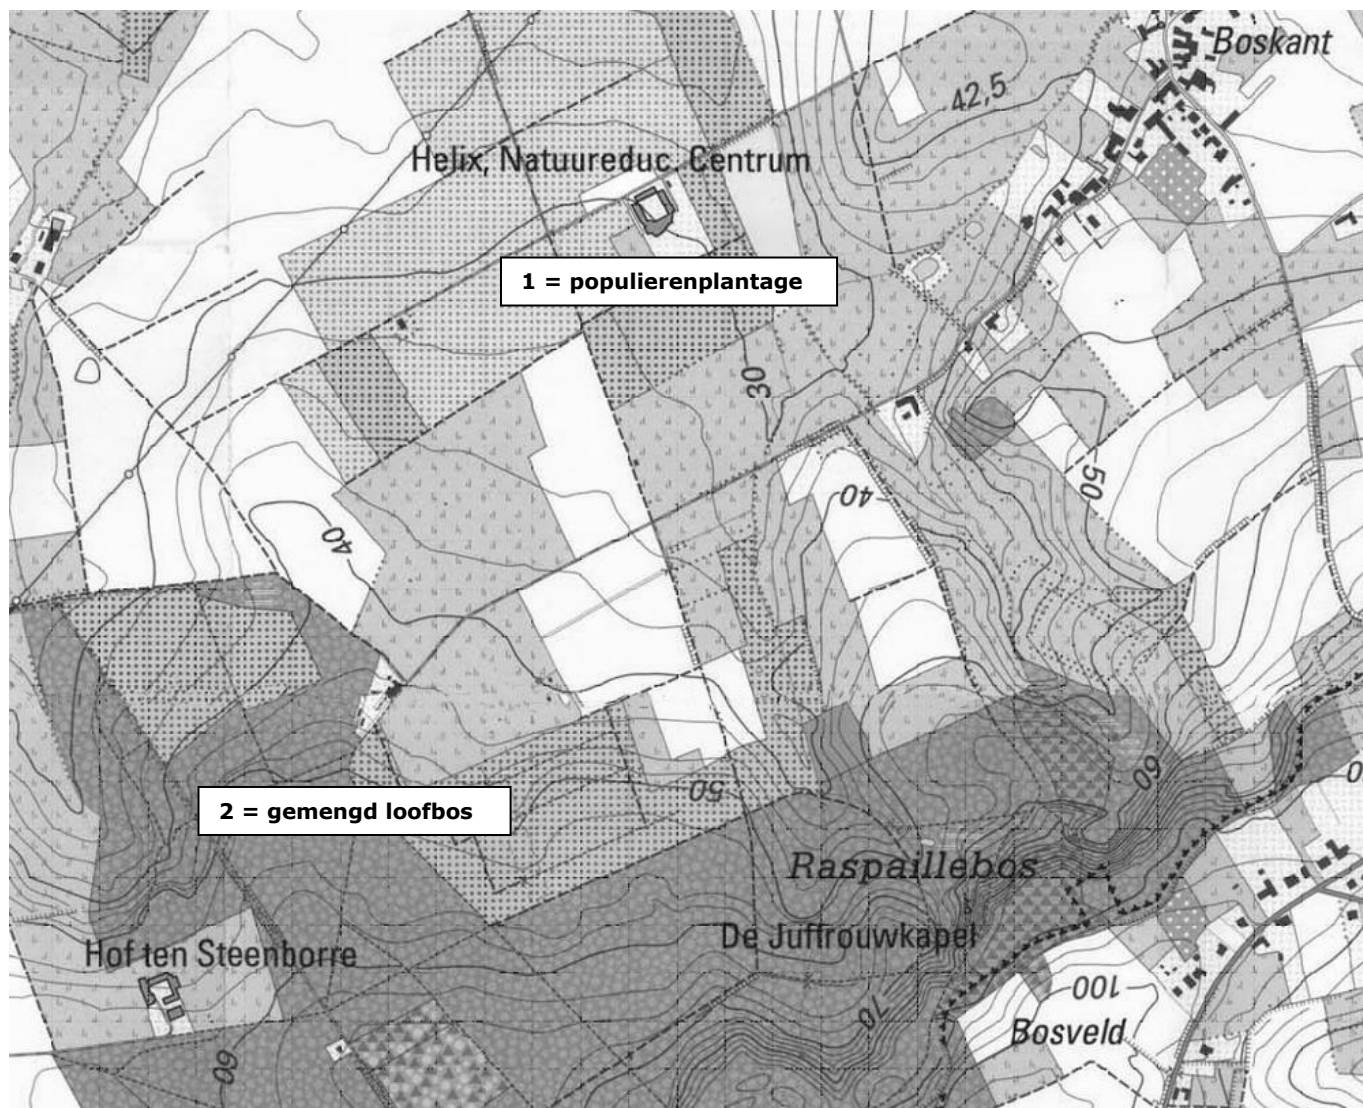 Boskant
42,5
Helix, Natuureduc. Centrum
1 = populierenplantage
30
40
50
40
60
50
2 = gemengd loofbos
Raspaillebos
De Juffrouwkapel
Hof ten Steenborre
100
70
Bosveld
60